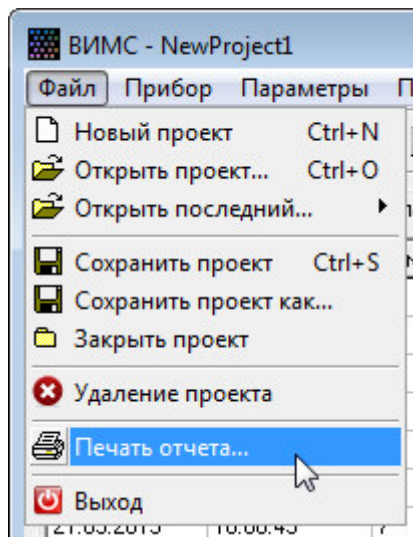 ВИМС - NewProject1
Файл Прибор Параметры
Новый проект Ctrl+N
Открыть проект... Ctrl+O
Открыть последний...
Сохранить проект Ctrl+S
Сохранить проект как...
Закрыть проект
Удаление проекта
Печать отчета...
Выход